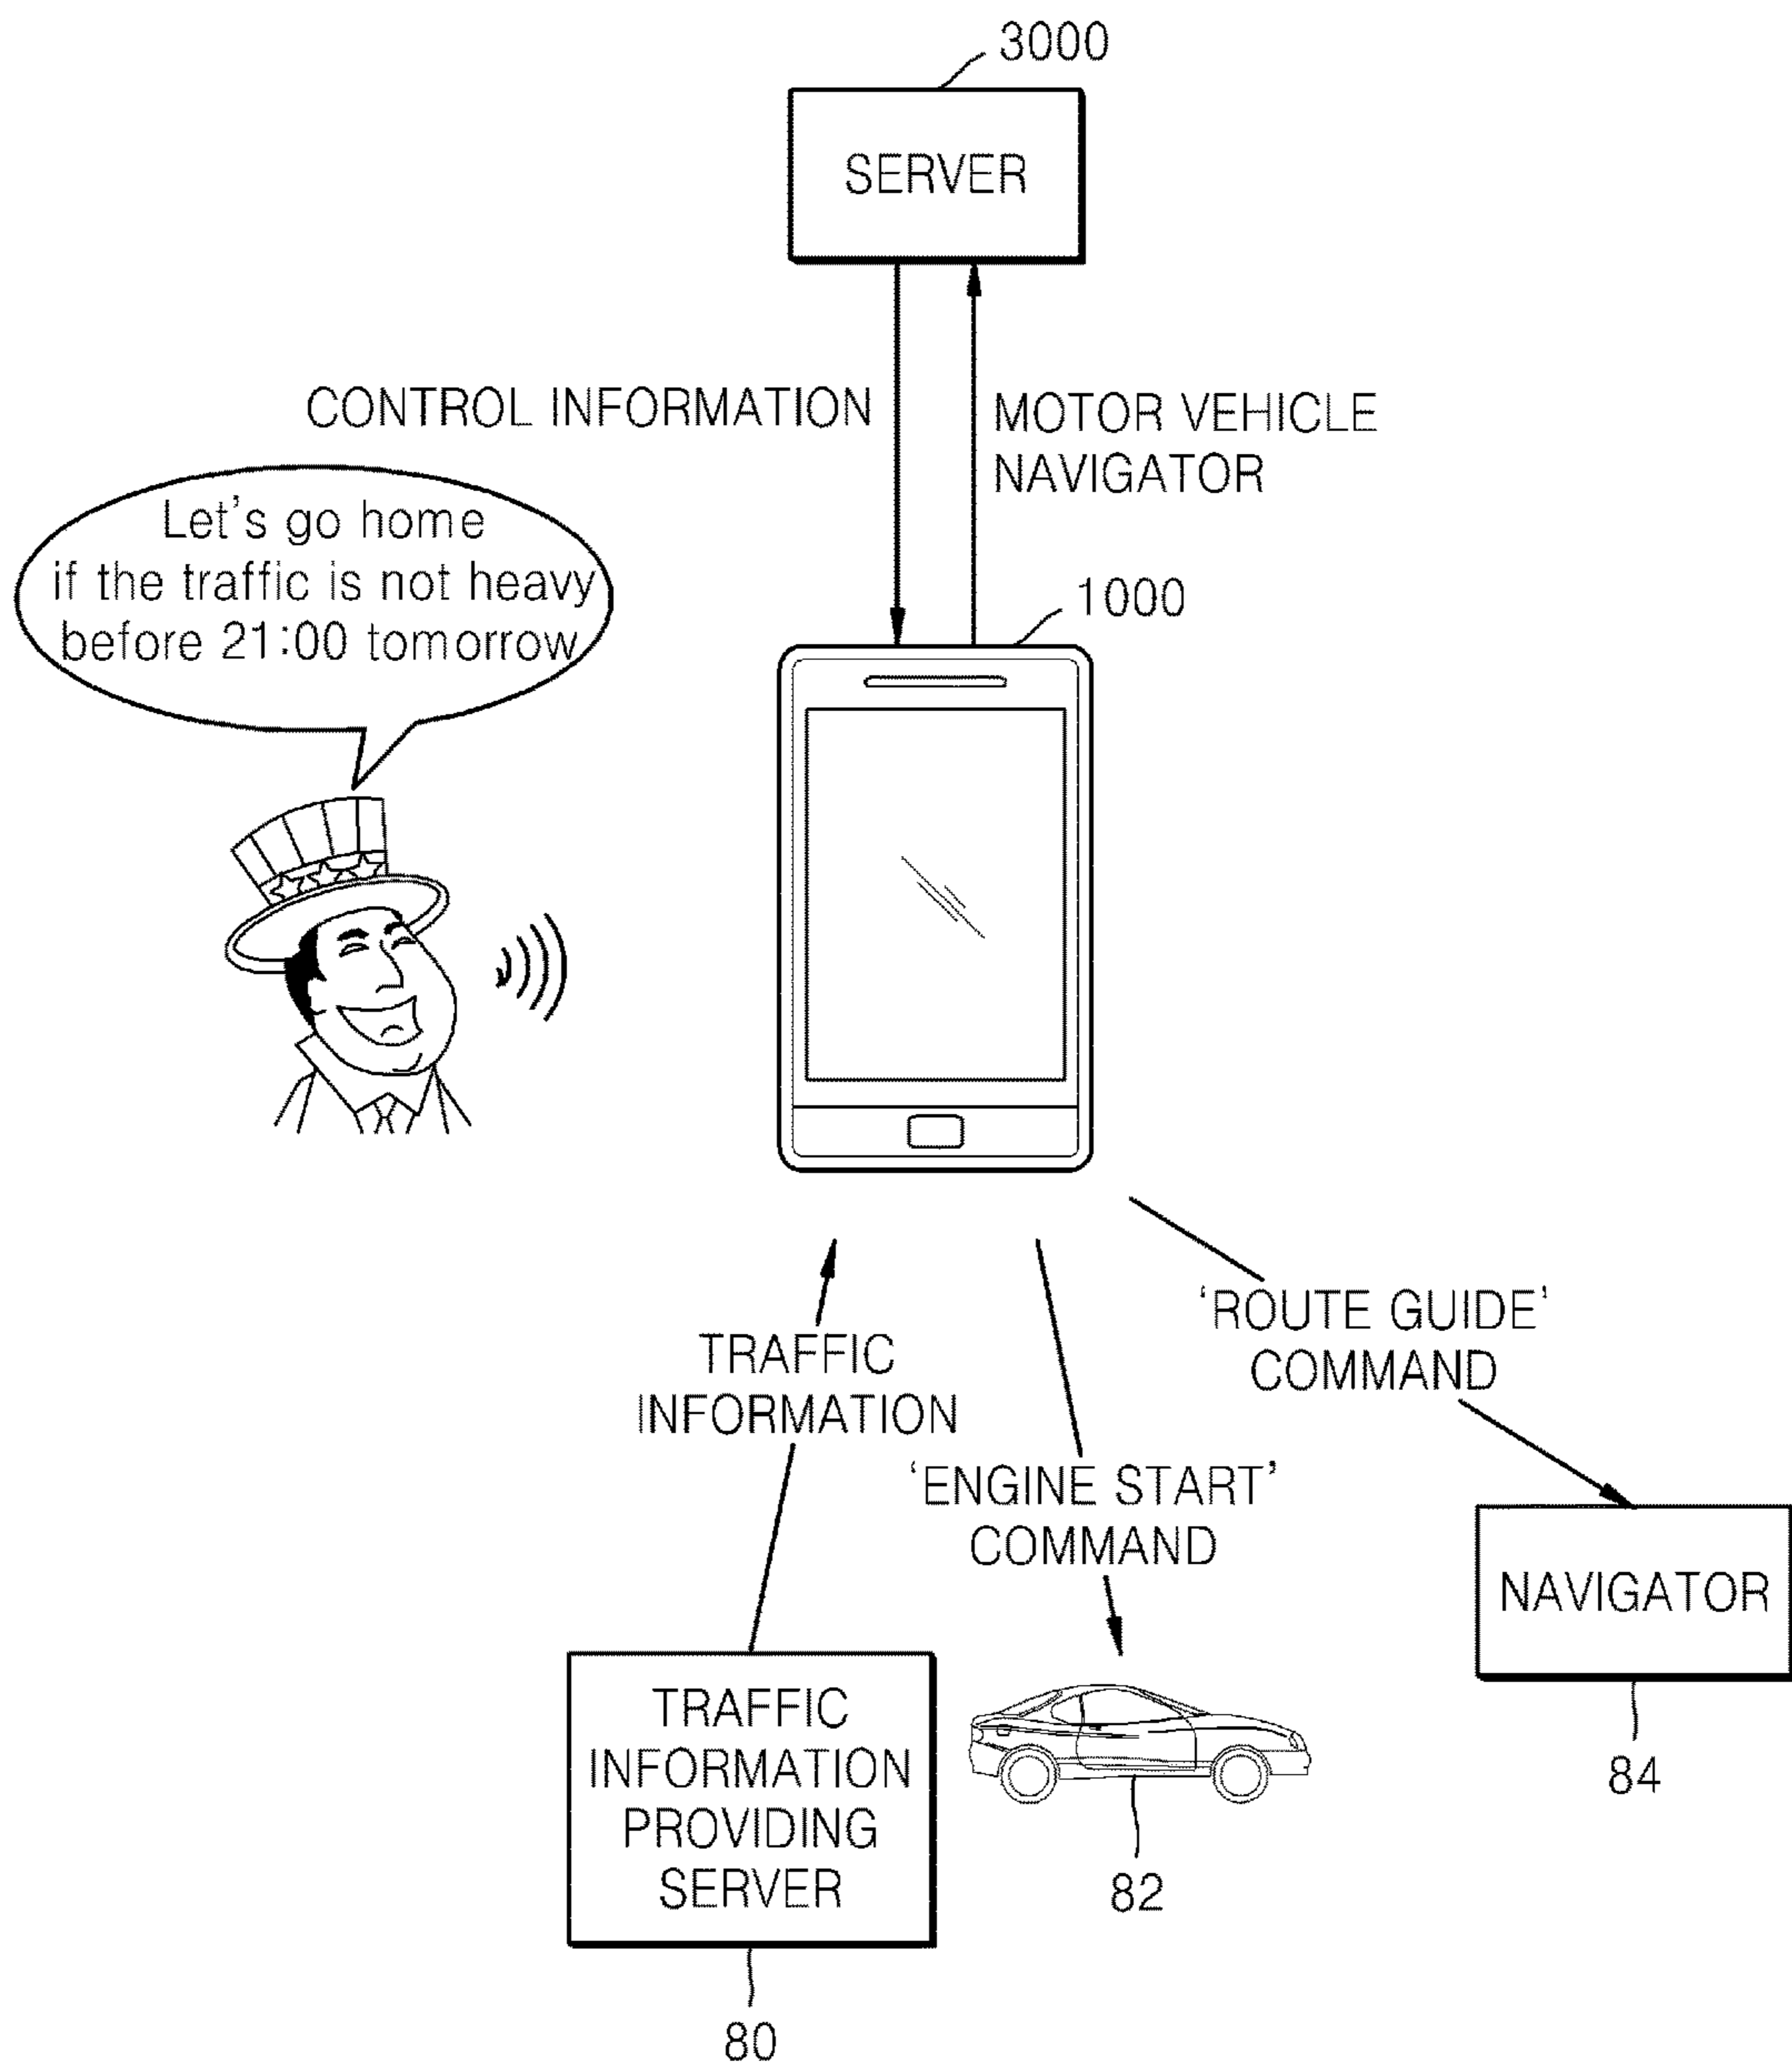 3000
SERVER
CONTROL INFORMATION
MOTOR VEHICLE
NAVIGATOR
Let's go home
if the traffic is not heavy
before 21:00 tomorrow
1000
'ROUTE GUIDE'
COMMAND
TRAFFIC
INFORMATION
'ENGINE START'
COMMAND
NAVIGATOR
84
TRAFFIC
INFORMATION
PROVIDING
SERVER
82
80